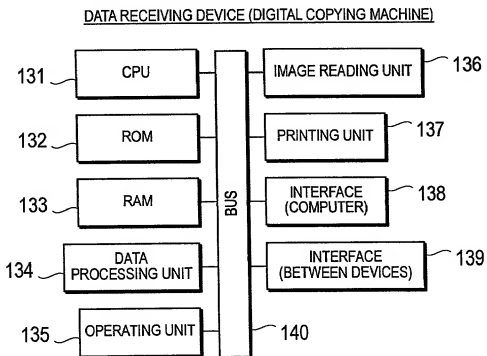 DATA RECEIVING DEVICE (DIGITAL COPYING MACHINE)
131
CPU
IMAGE READING UNIT
136
132
ROM
PRINTING UNIT
137
133
RAM
BUS
INTERFACE
(COMPUTER)
138
134
DATA
PROCESSING UNIT
INTERFACE
(BETWEEN DEVICES)
139
135
OPERATING UNIT
140